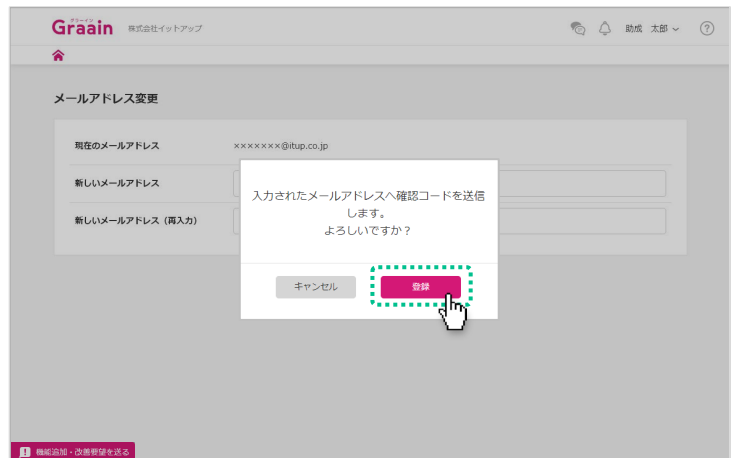 グラーイン
Graain 株式会社イットアップ 助成 太郎 ?
メールアドレス変更
現在のメールアドレス ×××××××@itup.co.jp
新しいメールアドレス
新しいメールアドレス（再入力）
入力されたメールアドレスへ確認コードを送信
します。
よろしいですか？
キャンセル 登録
! 機能追加・改善要望を送る